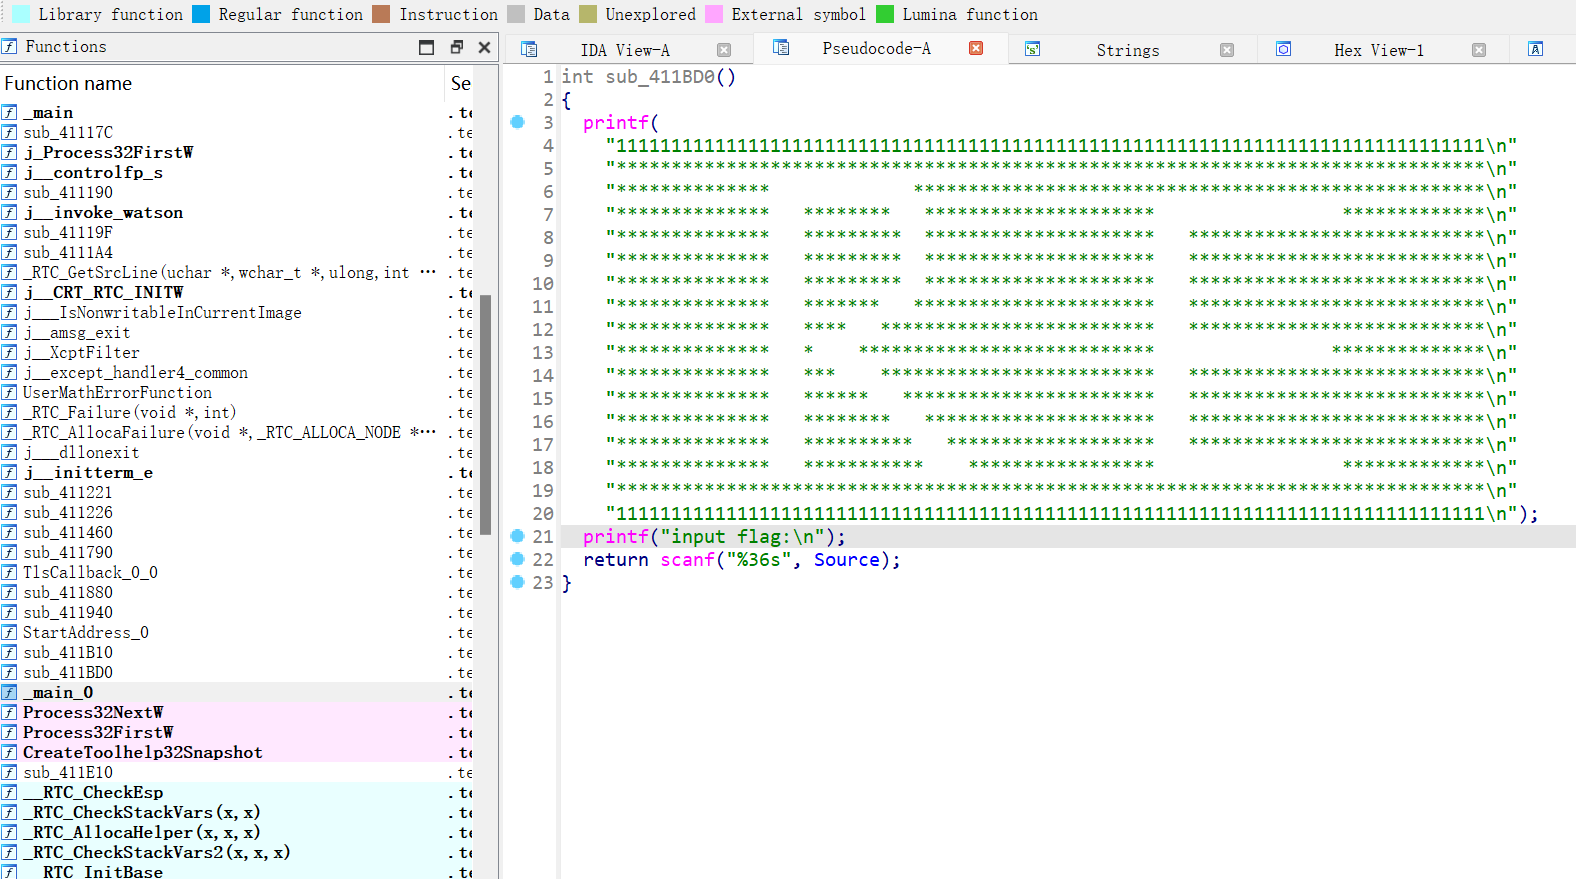 Library function Regular function Instruction Data Unexplored External symbol Lumina function
Functions
Function name Se
_main .te
sub_41117C .te
j_Process32FirstW .te
j__controlfp_s .te
sub_411190 .te
j__invoke_watson .te
sub_41119F .te
sub_4111A4 .te
_RTC_GetSrcLine(uchar *,wchar_t *,ulong,int … .te
j__CRT_RTC_INITW .te
j___IsNonwritableInCurrentImage .te
j__amsg_exit .te
j__XcptFilter .te
j__except_handler4_common .te
UserMathErrorFunction .te
_RTC_Failure(void *,int) .te
_RTC_AllocaFailure(void *,_RTC_ALLOCA_NODE *… .te
j___dllonexit .te
j__initterm_e .te
sub_411221 .te
sub_411226 .te
sub_411460 .te
sub_411790 .te
TlsCallback_0_0 .te
sub_411880 .te
sub_411940 .te
StartAddress_0 .te
sub_411B10 .te
sub_411BD0 .te
_main_0 .te
Process32NextW .te
Process32FirstW .te
CreateToolhelp32Snapshot .te
sub_411E10 .te
__RTC_CheckEsp .te
_RTC_CheckStackVars(x,x) .te
_RTC_AllocaHelper(x,x,x) .te
_RTC_CheckStackVars2(x,x,x) .te
__RTC_InitBase .te
IDA View-A Pseudocode-A Strings Hex View-1
1 int sub_411BD0()
2 {
3   printf(
4     "1111111111111111111111111111111111111111111111111111111111111111111111111111111\n"
5     "*******************************************************************************\n"
6     "**************             ****************************************************\n"
7     "**************   ********   *********************                 *************\n"
8     "**************   *********  *********************   ***************************\n"
9     "**************   *********  *********************   ***************************\n"
10     "**************   *********  *********************   ***************************\n"
11     "**************   *******   **********************   ***************************\n"
12     "**************   ****   *************************   ***************************\n"
13     "**************   *    ***************************                **************\n"
14     "**************   ***    *************************   ***************************\n"
15     "**************   ******   ***********************   ***************************\n"
16     "**************   ********   *********************   ***************************\n"
17     "**************   **********   *******************   ***************************\n"
18     "**************   ***********    *****************                 *************\n"
19     "*******************************************************************************\n"
20     "1111111111111111111111111111111111111111111111111111111111111111111111111111111\n");
21   printf("input flag:\n");
22   return scanf("%36s", Source);
23 }